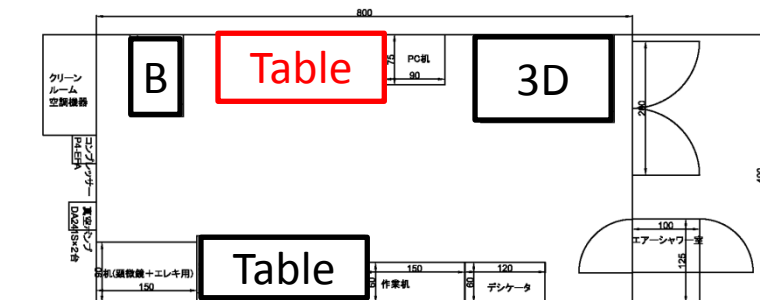 800
クリーン
ルーム
空調機器
B
Table
75
PC机
90
3D
200
コンプレッサー
P4-EFA
真空ポンプ
DA241S×2台
100
エアーシャワー室
125
机(顕微鏡+エレキ用)
150
Table
60
作業机
150
60
デシケータ
120